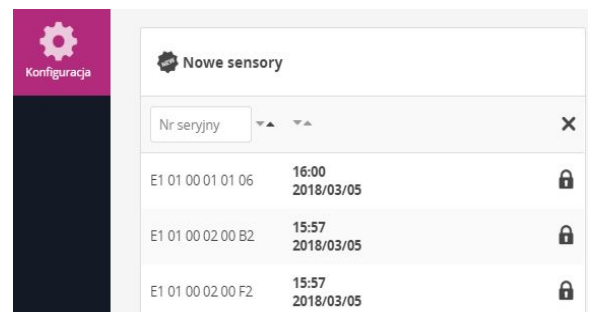 Konfiguracja
NEW Nowe sensory
Nr seryjny
E1 01 00 01 01 06 16:00 2018/03/05
E1 01 00 02 00 B2 15:57 2018/03/05
E1 01 00 02 00 F2 15:57 2018/03/05